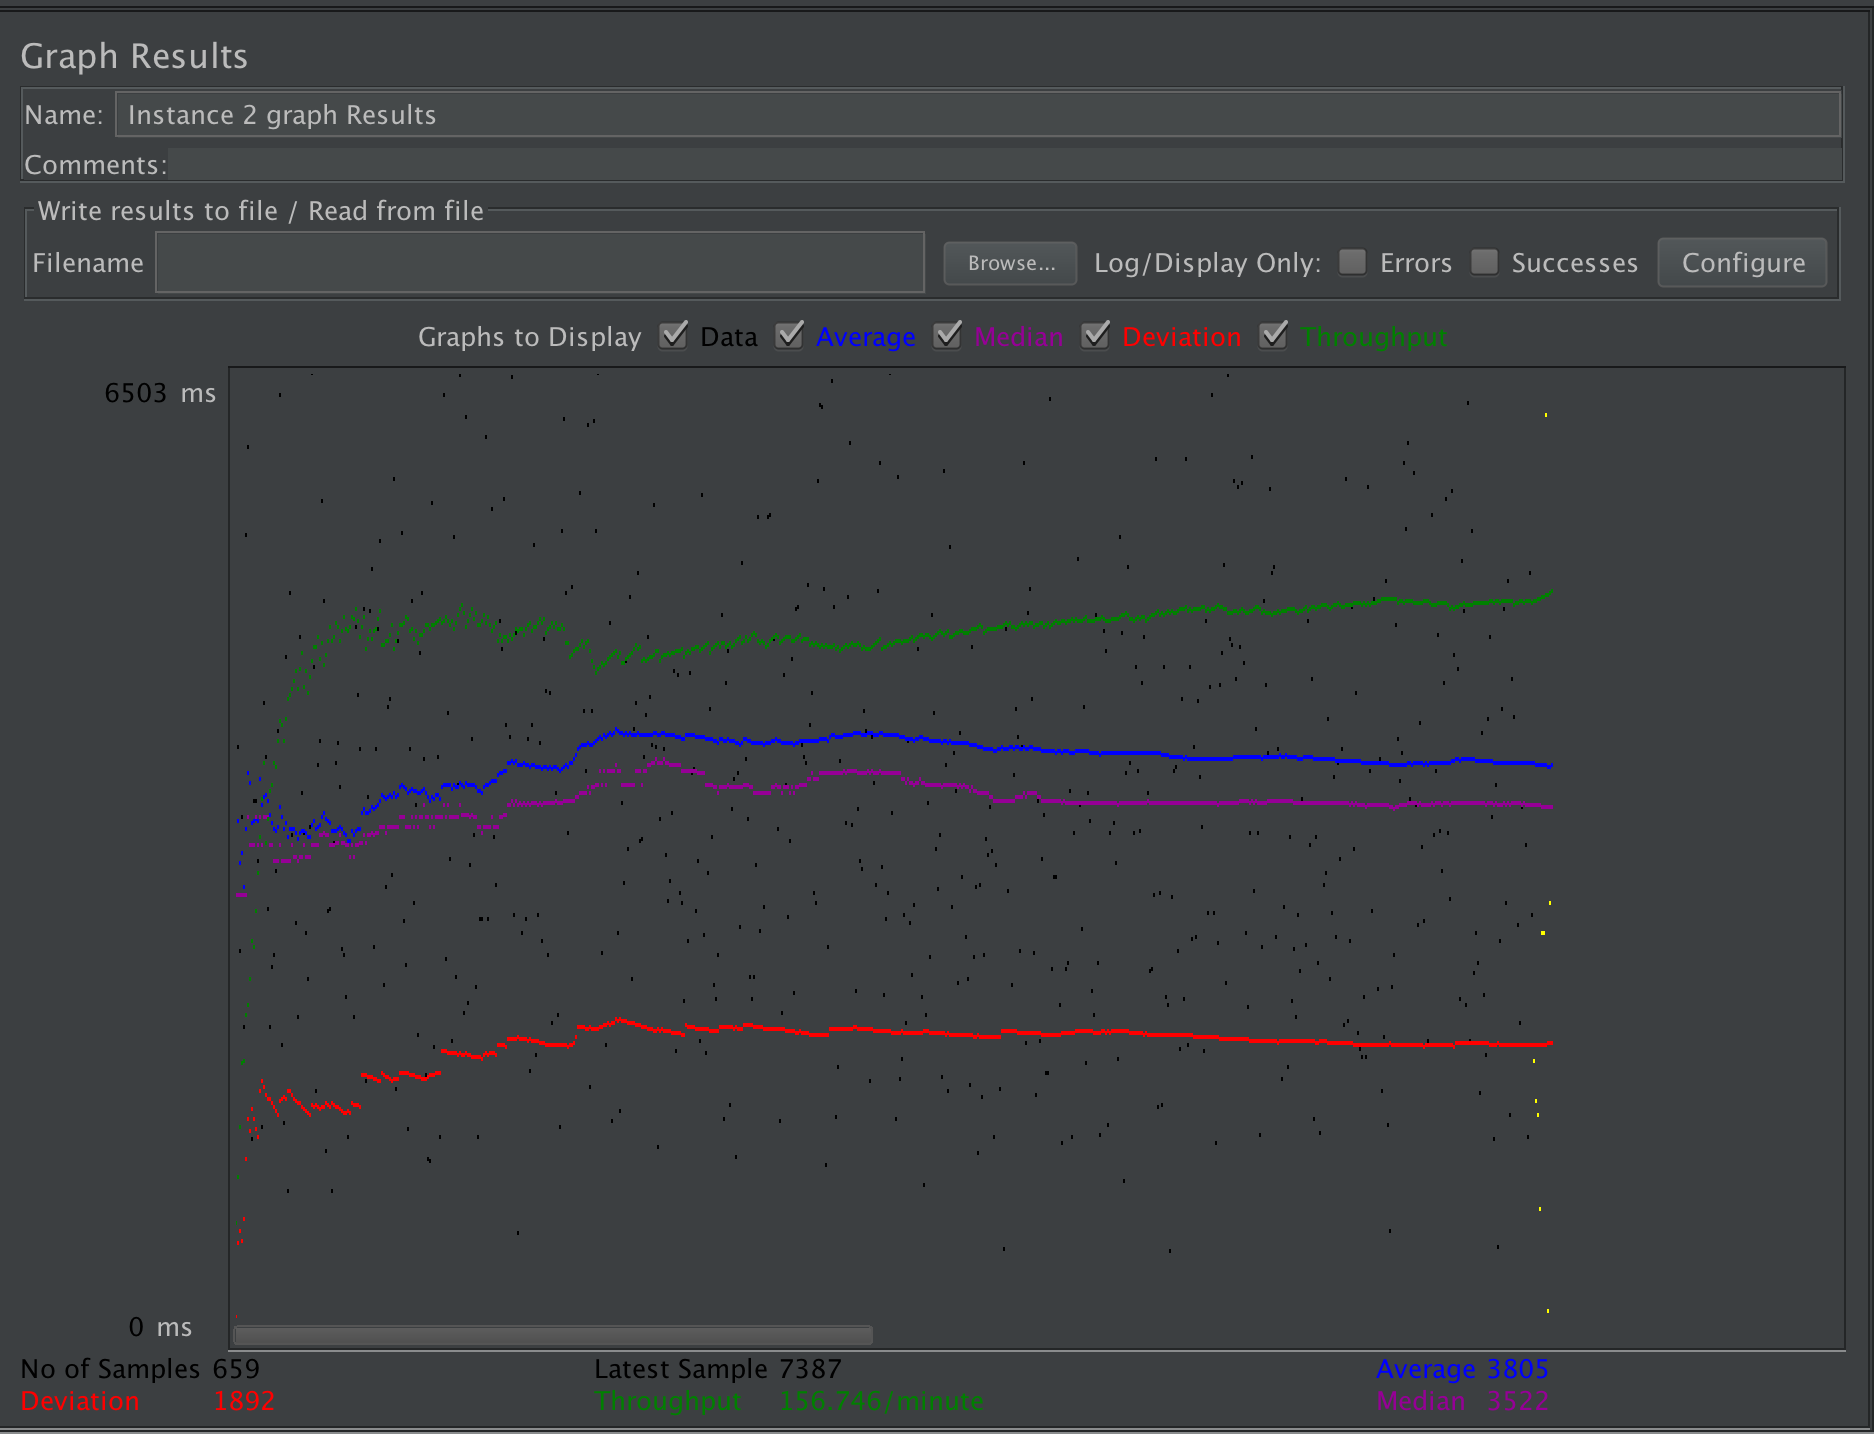 Graph Results
Name: Instance 2 graph Results
Comments:
Write results to file / Read from file
Filename Browse... Log/Display Only: Errors Successes Configure
Graphs to Display Data Average Median Deviation Throughput
6503 ms
0 ms
No of Samples 659 Latest Sample 7387 Average 3805
Deviation 1892 Throughput 156.746/minute Median 3522